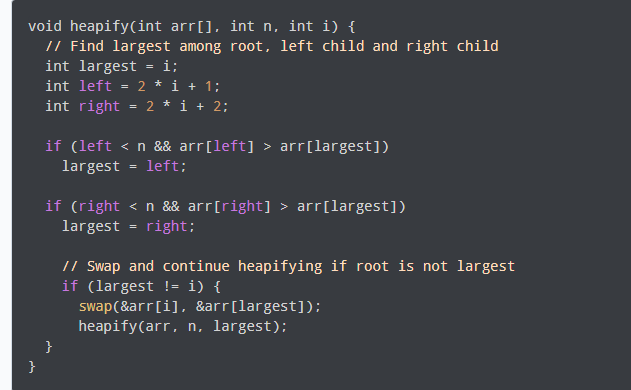 void heapify(int arr[], int n, int i) {
// Find largest among root, left child and right child
int largest = i;
int left = 2 * i + 1;
int right = 2 * i + 2;
if (left < n && arr[left] > arr[largest])
largest = left;
if (right < n && arr[right] > arr[largest])
largest = right;
// Swap and continue heapifying if root is not largest
if (largest != i) {
swap(&arr[i], &arr[largest]);
heapify(arr, n, largest);
}
}